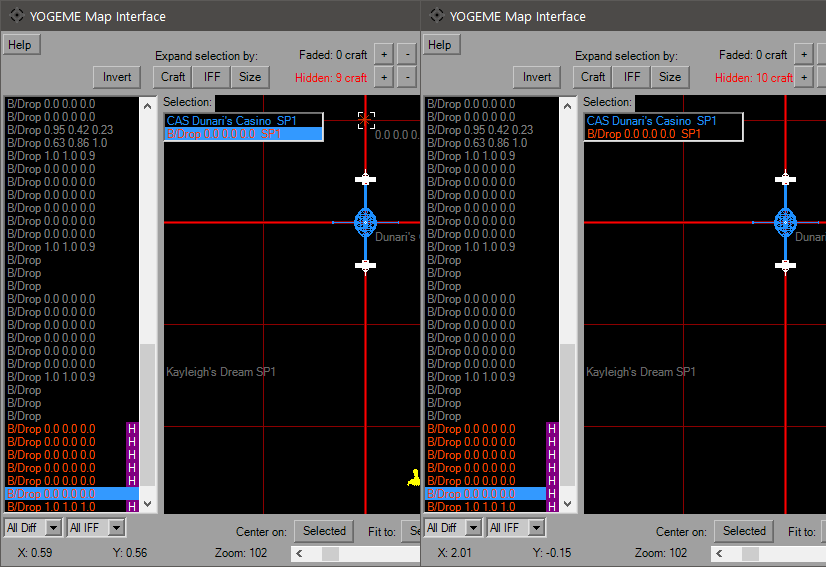 YOGEME Map Interface
Help
Expand selection by:
Faded: 0 craft + -
Invert Craft IFF Size
Hidden: 9 craft + -
B/Drop 0.0 0.0 0.0
B/Drop 0.0 0.0 0.0
B/Drop 0.95 0.42 0.23
B/Drop 0.63 0.86 1.0
B/Drop 1.0 1.0 0.9
B/Drop 0.0 0.0 0.0
B/Drop 0.0 0.0 0.0
B/Drop 0.0 0.0 0.0
B/Drop 0.0 0.0 0.0
B/Drop 0.0 0.0 0.0
B/Drop 0.0 0.0 0.0
B/Drop 1.0 1.0 0.9
B/Drop
B/Drop
B/Drop
B/Drop 0.0 0.0 0.0
B/Drop 0.0 0.0 0.0
B/Drop 0.0 0.0 0.0
B/Drop 0.0 0.0 0.0
B/Drop 0.0 0.0 0.0
B/Drop 0.0 0.0 0.0
B/Drop 1.0 1.0 0.9
B/Drop
B/Drop
B/Drop
B/Drop 0.0 0.0 0.0 H
B/Drop 0.0 0.0 0.0 H
B/Drop 0.0 0.0 0.0 H
B/Drop 0.0 0.0 0.0 H
B/Drop 0.0 0.0 0.0 H
B/Drop 0.0 0.0 0.0
B/Drop 1.0 1.0 1.0 H
Selection:
CAS Dunari's Casino SP1
B/Drop 0.0 0.0 0.0 SP1
0.0 0.0 0.
Dunari's
Kayleigh's Dream SP1
All Diff All IFF
Center on: Selected Fit to: Se
X: 0.59 Y: 0.56 Zoom: 102
YOGEME Map Interface
Help
Expand selection by:
Faded: 0 craft +
Invert Craft IFF Size
Hidden: 10 craft +
B/Drop 0.0 0.0 0.0
B/Drop 0.0 0.0 0.0
B/Drop 0.95 0.42 0.23
B/Drop 0.63 0.86 1.0
B/Drop 1.0 1.0 0.9
B/Drop 0.0 0.0 0.0
B/Drop 0.0 0.0 0.0
B/Drop 0.0 0.0 0.0
B/Drop 0.0 0.0 0.0
B/Drop 0.0 0.0 0.0
B/Drop 0.0 0.0 0.0
B/Drop 1.0 1.0 0.9
B/Drop
B/Drop
B/Drop
B/Drop 0.0 0.0 0.0
B/Drop 0.0 0.0 0.0
B/Drop 0.0 0.0 0.0
B/Drop 0.0 0.0 0.0
B/Drop 0.0 0.0 0.0
B/Drop 0.0 0.0 0.0
B/Drop 1.0 1.0 0.9
B/Drop
B/Drop
B/Drop
B/Drop 0.0 0.0 0.0 H
B/Drop 0.0 0.0 0.0 H
B/Drop 0.0 0.0 0.0 H
B/Drop 0.0 0.0 0.0 H
B/Drop 0.0 0.0 0.0 H
B/Drop 0.0 0.0 0.0 H
B/Drop 1.0 1.0 1.0 H
Selection:
CAS Dunari's Casino SP1
B/Drop 0.0 0.0 0.0 SP1
Dunari
Kayleigh's Dream SP1
All Diff All IFF
Center on: Selected Fit to:
X: 2.01 Y: -0.15 Zoom: 102